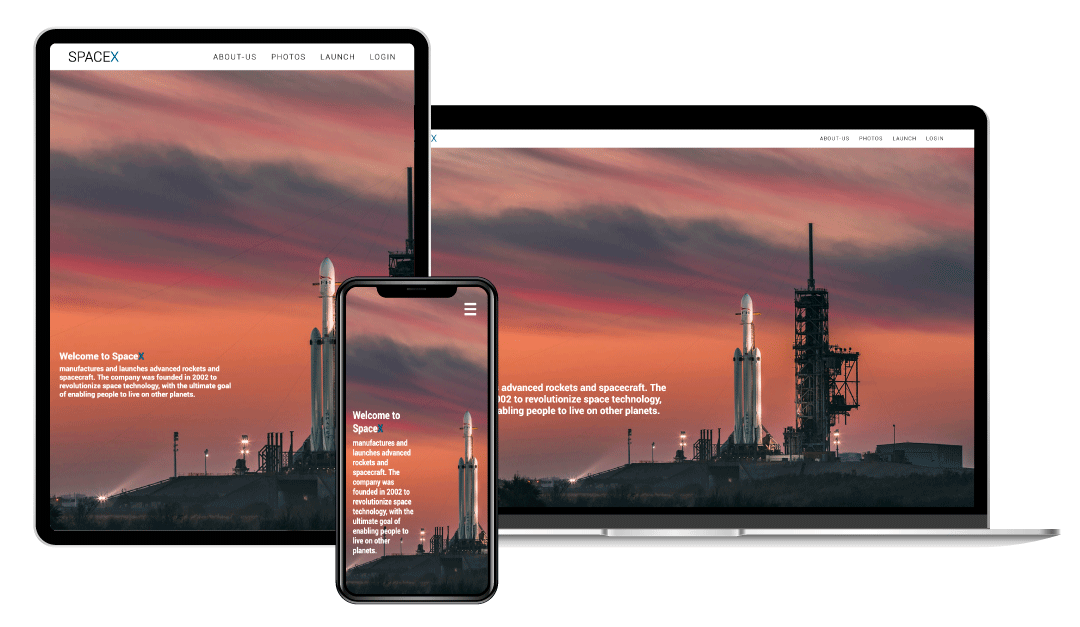 SPACEX
ABOUT-US PHOTOS LAUNCH LOGIN
Welcome to SpaceX
manufactures and launches advanced rockets and
spacecraft. The company was founded in 2002 to
revolutionize space technology, with the ultimate goal
of enabling people to live on other planets.
Welcome to
SpaceX
manufactures and
launches advanced
rockets and
spacecraft. The
company was
founded in 2002 to
revolutionize space
technology, with the
ultimate goal of
enabling people to
live on other
planets.
X
ABOUT-US PHOTOS LAUNCH LOGIN
advanced rockets and spacecraft. The
002 to revolutionize space technology,
abling people to live on other planets.